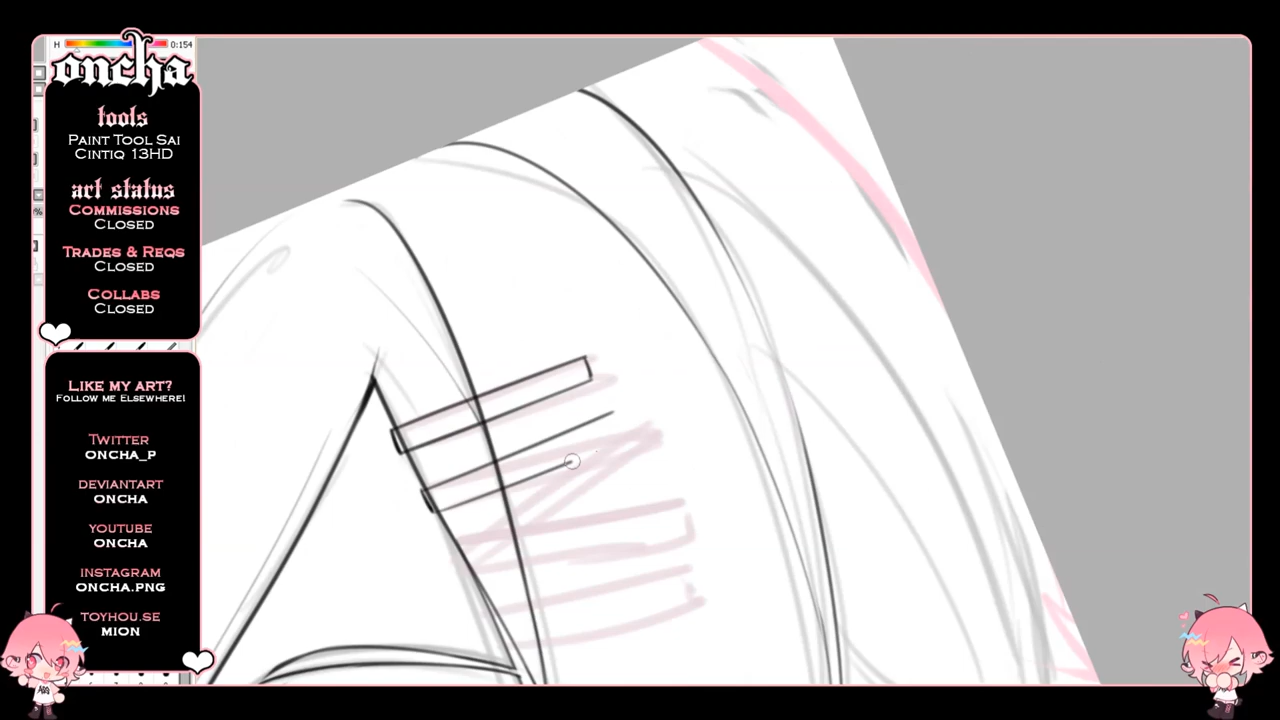 H
0:154
oncha
tools
Paint Tool Sai
Cintiq 13HD
art status
Commissions
Closed
Trades & Reqs
Closed
Collabs
Closed
%
Like my art?
Follow me Elsewhere!
Twitter
oncha_p
deviantart
oncha
youtube
oncha
instagram
oncha.png
toyhou.se
mion